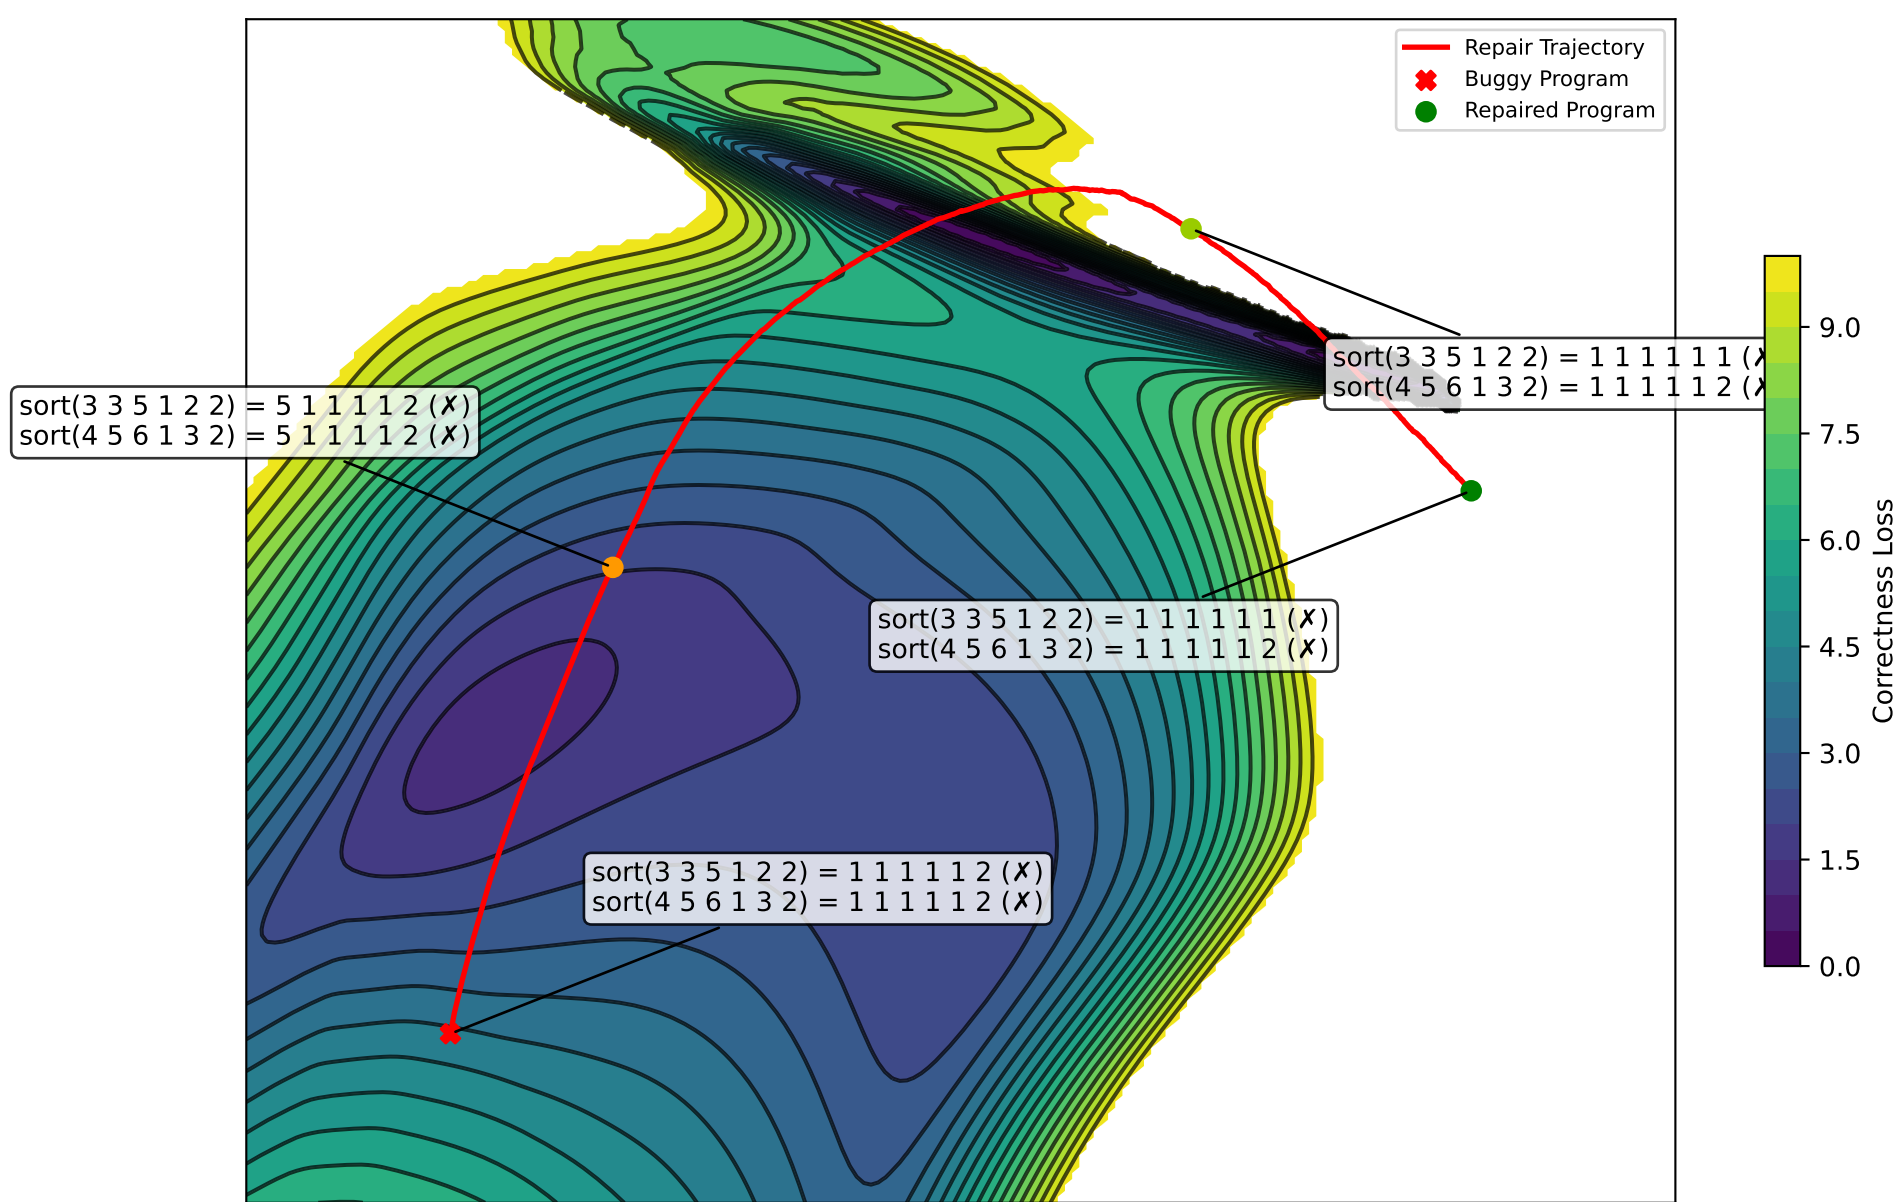 Repair Trajectory
Buggy Program
Repaired Program
sort(3 3 5 1 2 2) = 1 1 1 1 1 1 (✗
sort(4 5 6 1 3 2) = 1 1 1 1 1 2 (✗
sort(3 3 5 1 2 2) = 5 1 1 1 1 2 (✗)
sort(4 5 6 1 3 2) = 5 1 1 1 1 2 (✗)
sort(3 3 5 1 2 2) = 1 1 1 1 1 1 (✗)
sort(4 5 6 1 3 2) = 1 1 1 1 1 2 (✗)
sort(3 3 5 1 2 2) = 1 1 1 1 1 2 (✗)
sort(4 5 6 1 3 2) = 1 1 1 1 1 2 (✗)
9.0
7.5
6.0
4.5
3.0
1.5
0.0
Correctness Loss